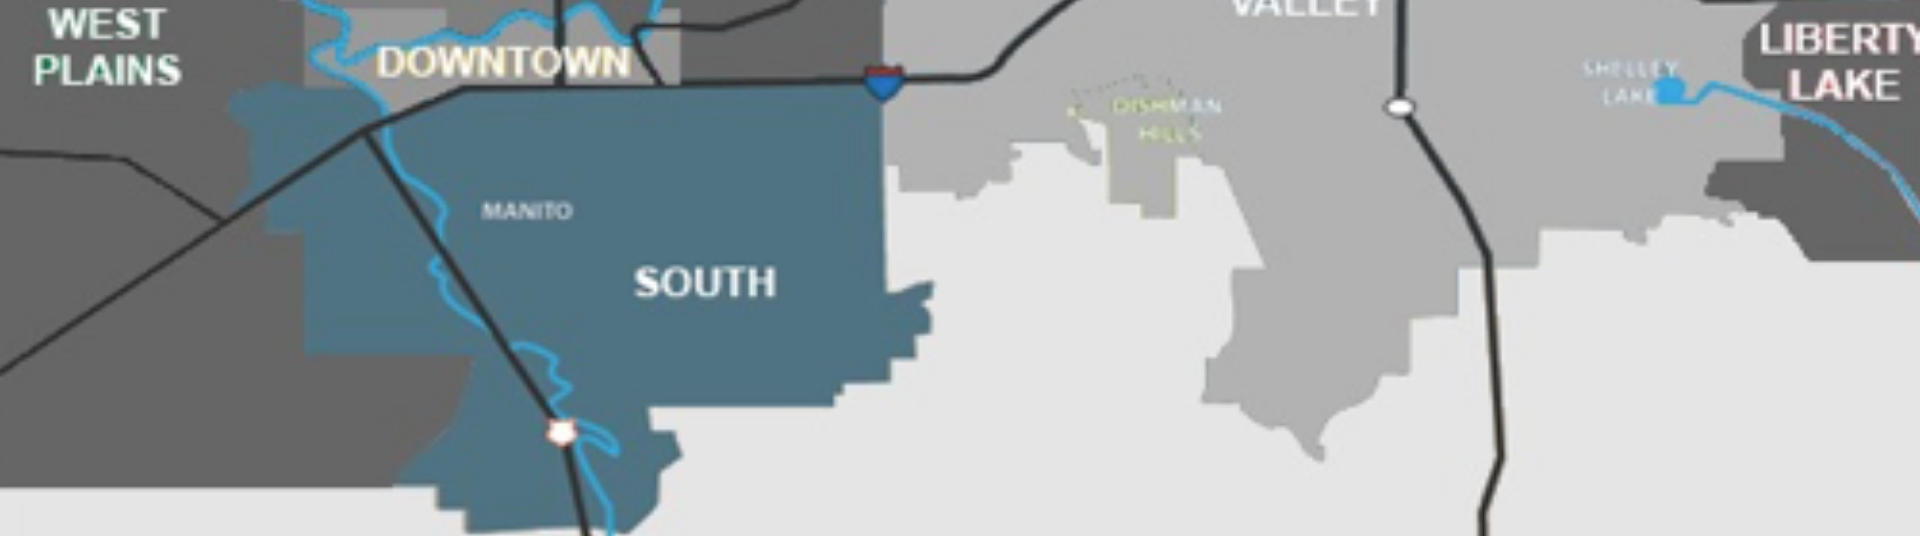 WEST
PLAINS
DOWNTOWN
VALLEY
LIBERTY
LAKE
SHELLEY
LAKE
DISHMAN
HILLS
MANITO
SOUTH